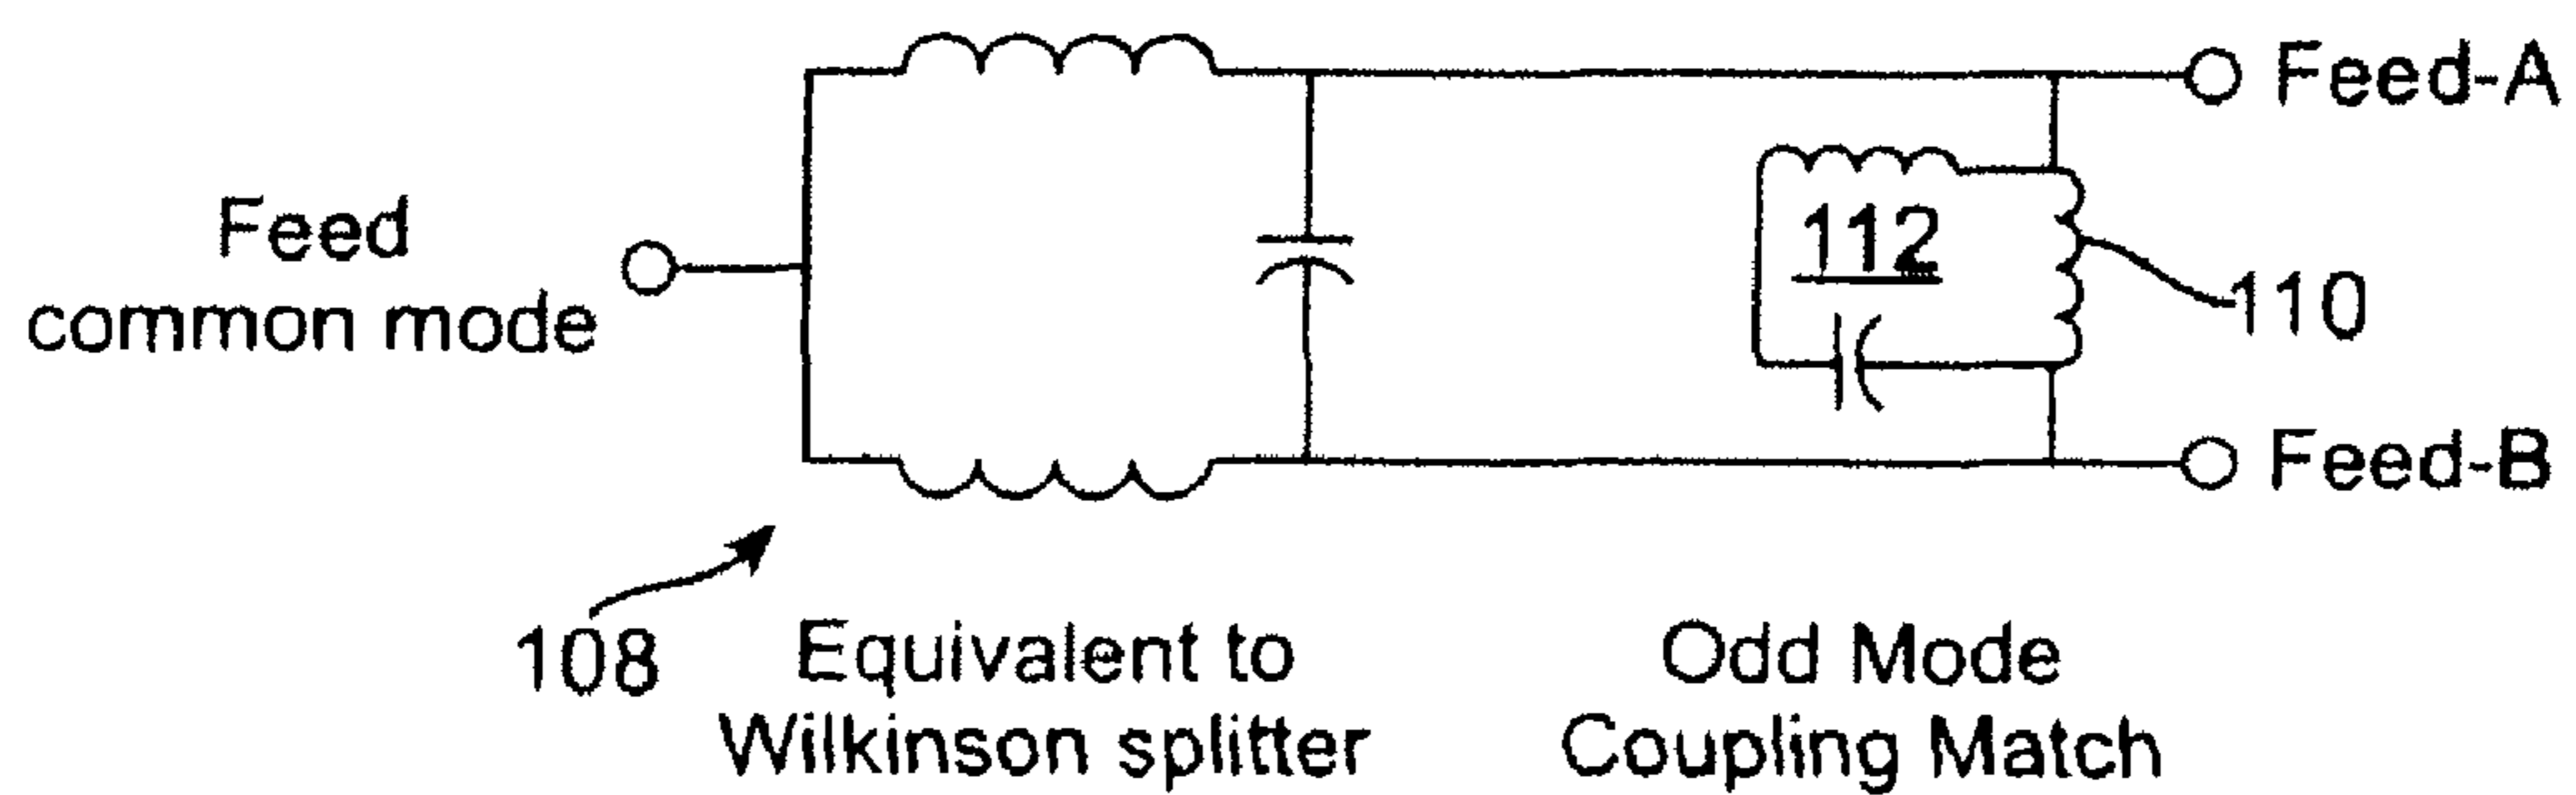 Feed-A
Feed
common mode
112
110
Feed-B
108
Equivalent to
Wilkinson splitter
Odd Mode
Coupling Match